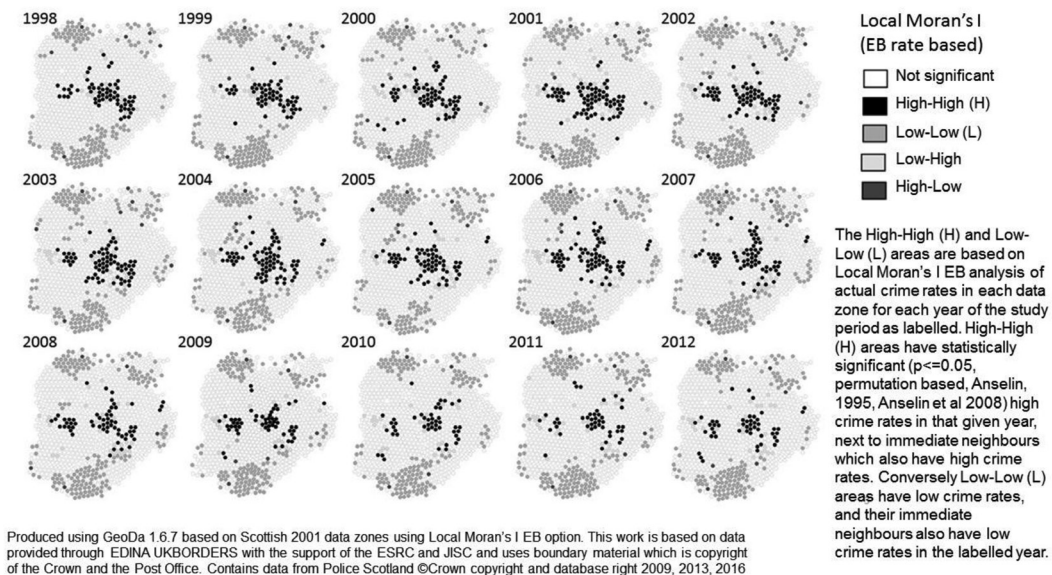 1998
1999
2000
2001
2002
2003
2004
2005
2006
2007
2008
2009
2010
2011
2012
Local Moran's I
(EB rate based)
Not significant
High-High (H)
Low-Low (L)
Low-High
High-Low
The High-High (H) and Low-
Low (L) areas are based on
Local Moran's I EB analysis of
actual crime rates in each data
zone for each year of the study
period as labelled. High-High
(H) areas have statistically
significant (p<=0.05,
permutation based, Anselin,
1995, Anselin et al 2008) high
crime rates in that given year,
next to immediate neighbours
which also have high crime
rates. Conversely Low-Low (L)
areas have low crime rates,
and their immediate
neighbours also have low
crime rates in the labelled year.
Produced using GeoDa 1.6.7 based on Scottish 2001 data zones using Local Moran's I EB option. This work is based on data
provided through EDINA UKBORDERS with the support of the ESRC and JISC and uses boundary material which is copyright
of the Crown and the Post Office. Contains data from Police Scotland ©Crown copyright and database right 2009, 2013, 2016